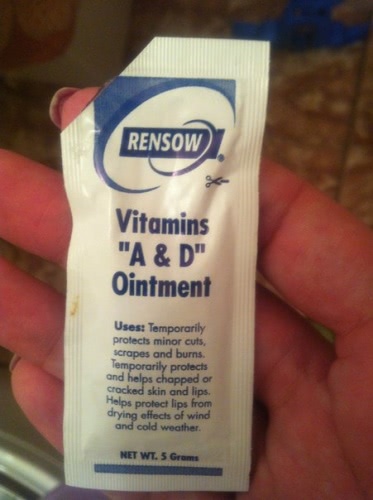 RENSOW®
Vitamins
"A & D"
Ointment
Uses: Temporarily
protects minor cuts,
scrapes and burns.
Temporarily protects
and helps chapped or
cracked skin and lips.
Helps protect lips from
drying effects of wind
and cold weather.
NET WT. 5 Grams